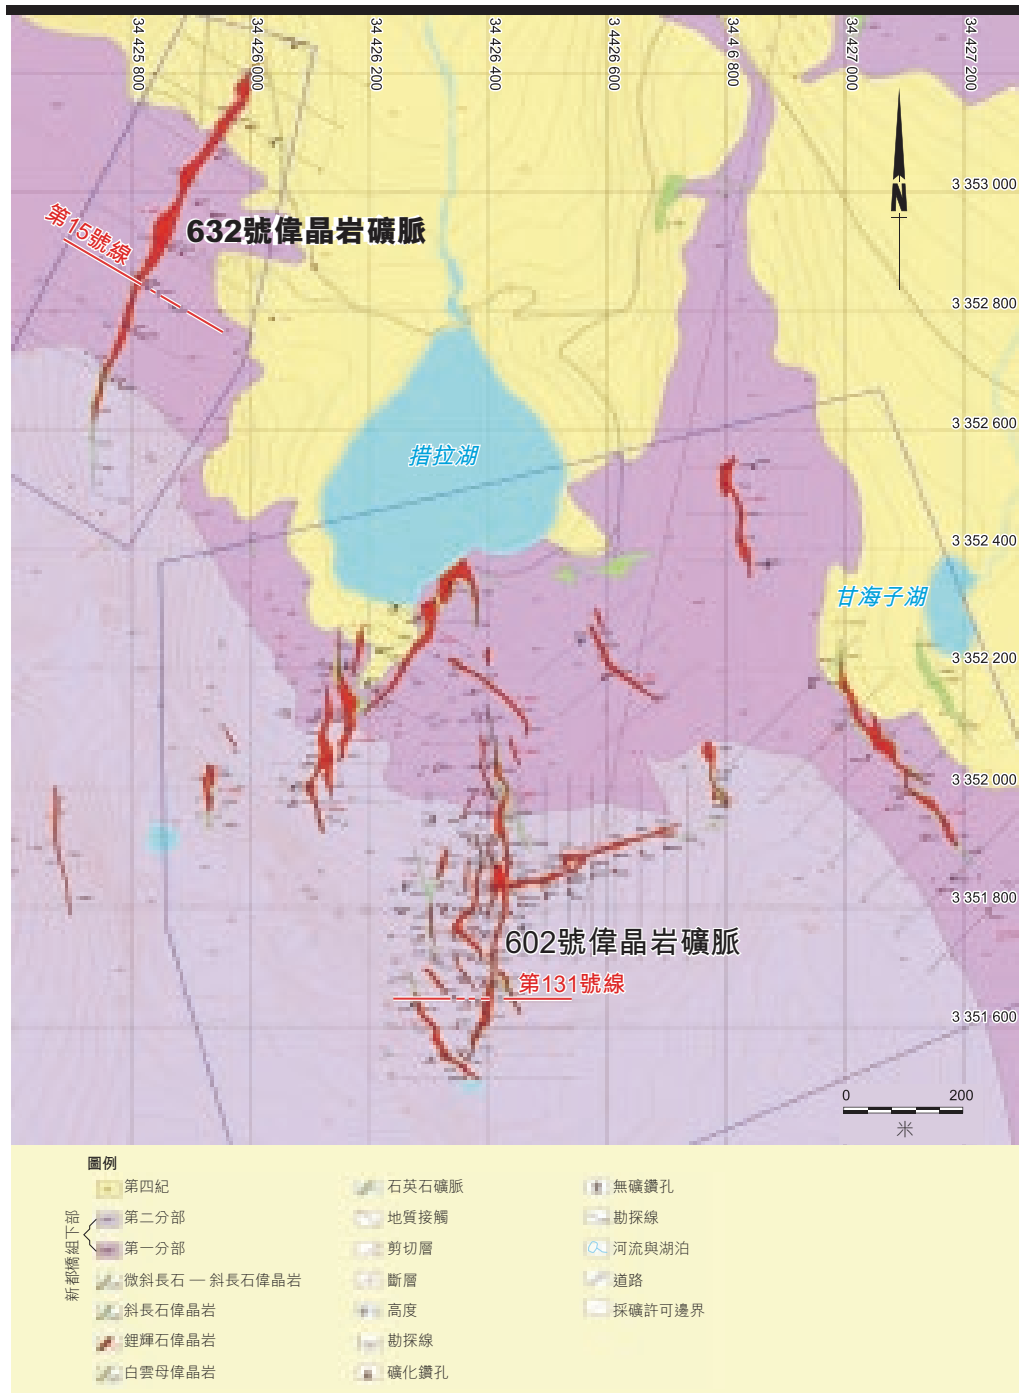 34 425 800
34 426 000
34 426 200
34 426 400
3 4426 600
34 4 6 800
34 427 000
34 427 200
N
3 353 000
3 352 800
3 352 600
3 352 400
3 352 200
3 352 000
3 351 800
3 351 600
第15號線
632號偉晶岩礦脈
措拉湖
甘海子湖
602號偉晶岩礦脈
第131號線
0 200
米
圖例
新都橋組下部
第四紀
第二分部
第一分部
微斜長石 — 斜長石偉晶岩
斜長石偉晶岩
鋰輝石偉晶岩
白雲母偉晶岩
石英石礦脈
地質接觸
剪切層
斷層
高度
勘探線
礦化鑽孔
無礦鑽孔
勘探線
河流與湖泊
道路
採礦許可邊界